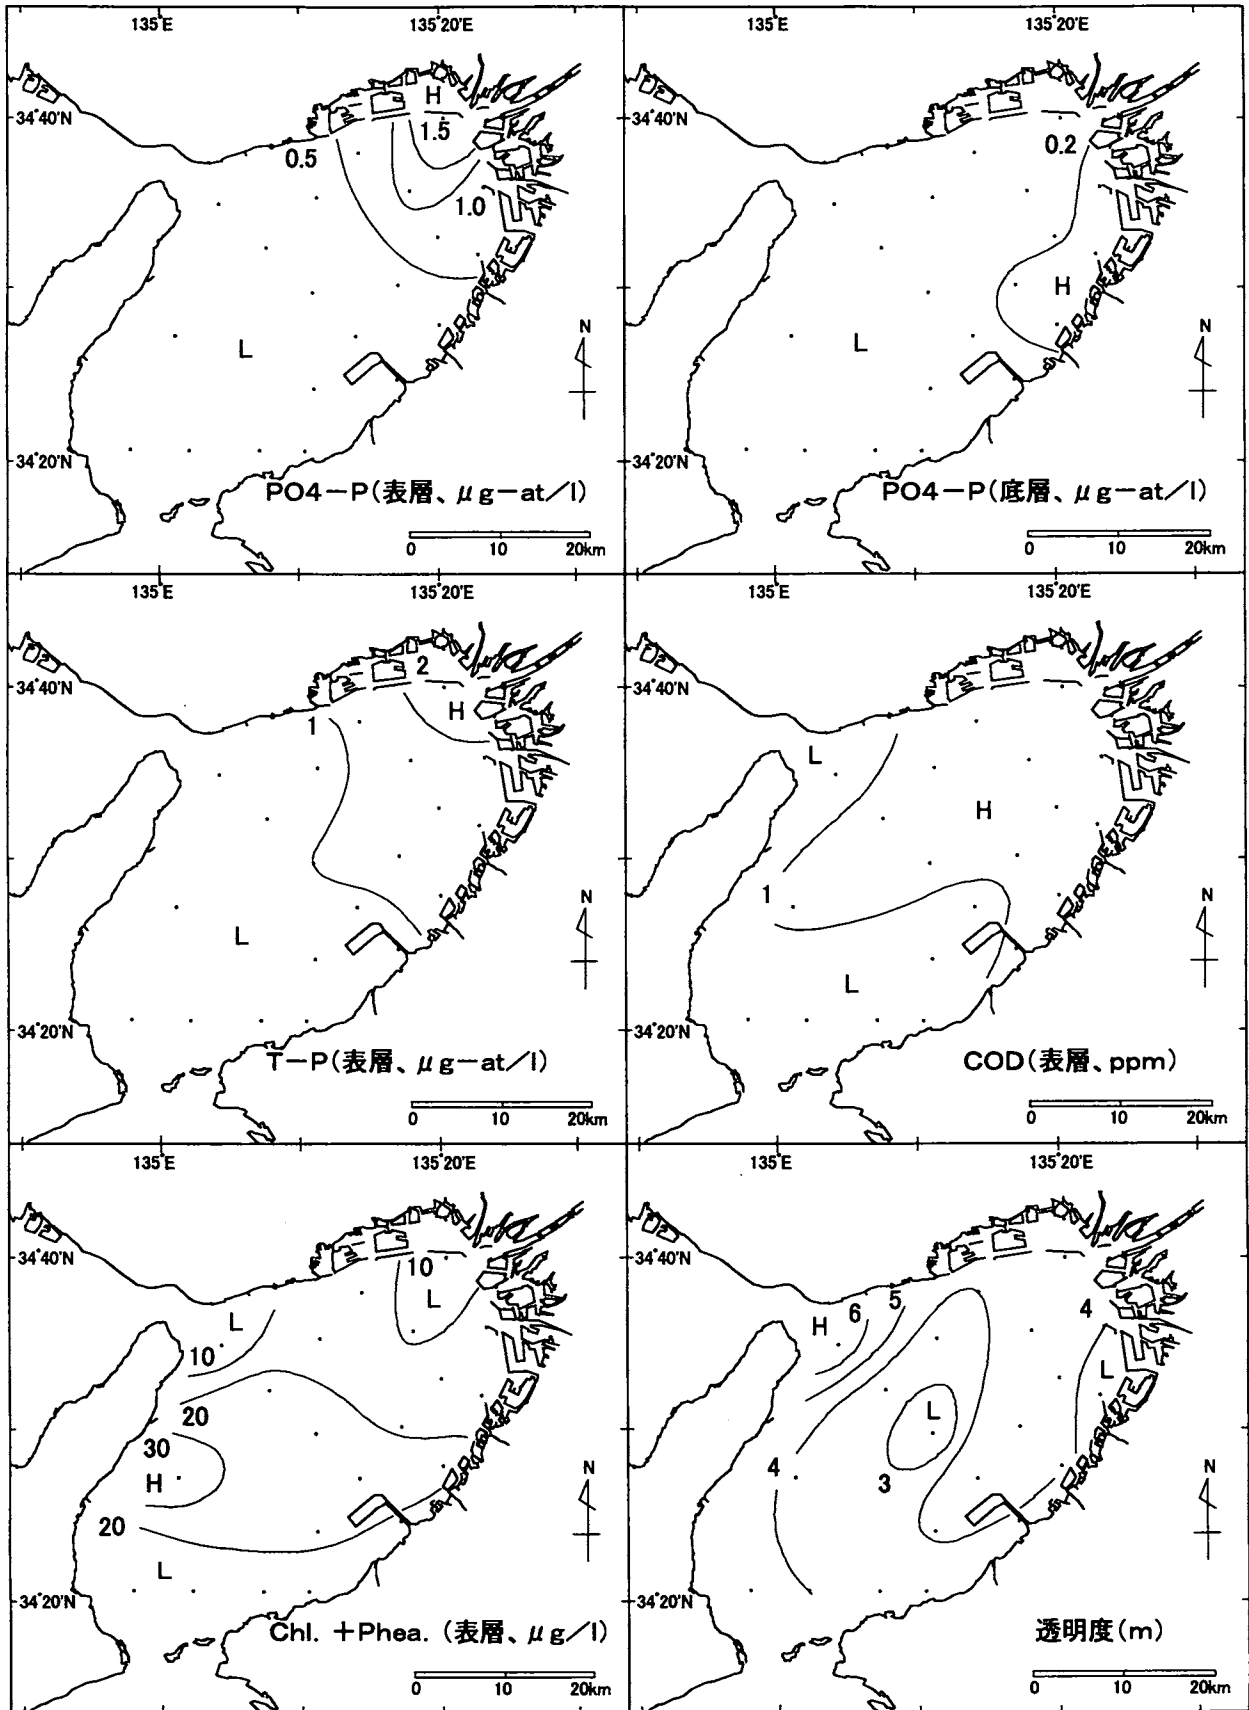 135°E 135°20'E
34°40'N
H
1.5
0.5
1.0
L
N
34°20'N
PO4－P(表層、μg－at/l)
0 10 20km
135°E 135°20'E
34°40'N
0.2
H
L
N
34°20'N
PO4－P(底層、μg－at/l)
0 10 20km
135°E 135°20'E
34°40'N
2
H
1
L
N
34°20'N
T－P(表層、μg－at/l)
0 10 20km
135°E 135°20'E
34°40'N
L
H
1
L
N
34°20'N
COD(表層、ppm)
0 10 20km
135°E 135°20'E
34°40'N
10
L
L
10
20
30
H
20
L
N
34°20'N
Chl. ＋Phea. (表層、μg/l)
0 10 20km
135°E 135°20'E
34°40'N
H 6 5 4
L
L
4
3
N
34°20'N
透明度(m)
0 10 20km